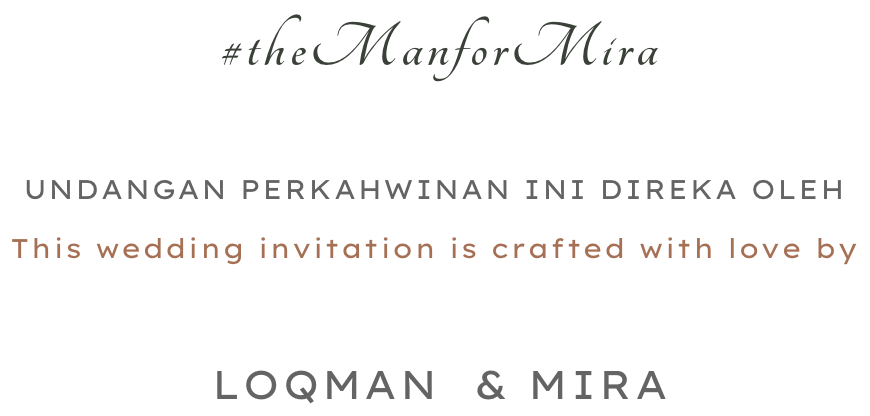 #theManforMira
UNDANGAN PERKAHWINAN INI DIREKA OLEH
This wedding invitation is crafted with love by
LOQMAN & MIRA